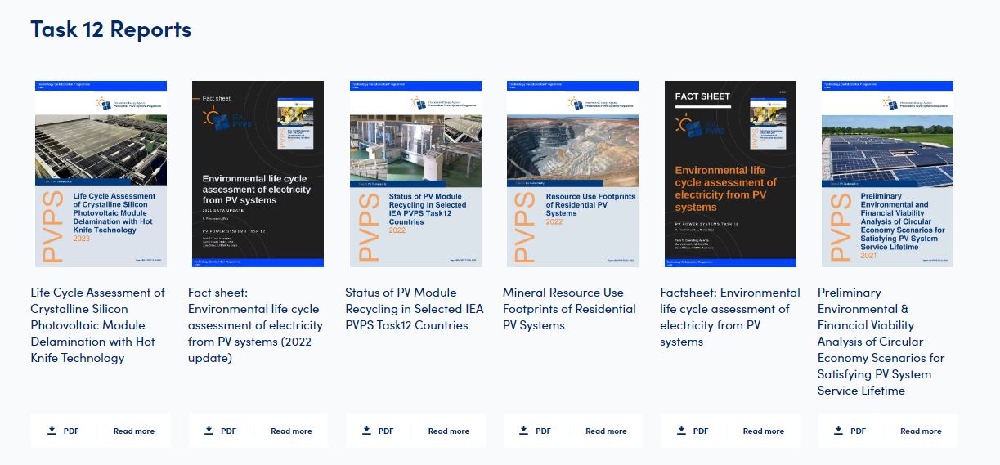 Task 12 Reports
Technology Collaboration Programme
PVPS
Life Cycle Assessment
of Crystalline Silicon
Photovoltaic Module
Delamination with Hot
Knife Technology
2023
Fact sheet
IEA
PVPS
Environmental life cycle
assessment of electricity
from PV systems
2021 DATA UPDATE
PV POWER SYSTEMS TASK 12
Technology Collaboration Programme
Technology Collaboration Programme
PVPS
Status of PV Module
Recycling in Selected
IEA PVPS Task12
Countries
2022
Technology Collaboration Programme
PVPS
Resource Use Footprints
of Residential PV
Systems
2022
FACT SHEET
IEA
PVPS
Environmental life
cycle assessment of
electricity from PV
systems
PV POWER SYSTEMS TASK 12
Technology Collaboration Programme
Technology Collaboration Programme
PVPS
Preliminary
Environmental and
Financial Viability
Analysis of Circular
Economy Scenarios for
Satisfying PV System
Service Lifetime
2021
Life Cycle Assessment of
Crystalline Silicon
Photovoltaic Module
Delamination with Hot
Knife Technology
Fact sheet:
Environmental life cycle
assessment of electricity
from PV systems (2022
update)
Status of PV Module
Recycling in Selected IEA
PVPS Task12 Countries
Mineral Resource Use
Footprints of Residential
PV Systems
Factsheet: Environmental
life cycle assessment of
electricity from PV
systems
Preliminary
Environmental &
Financial Viability
Analysis of Circular
Economy Scenarios for
Satisfying PV System
Service Lifetime
PDF Read more
PDF Read more
PDF Read more
PDF Read more
PDF Read more
PDF Read more